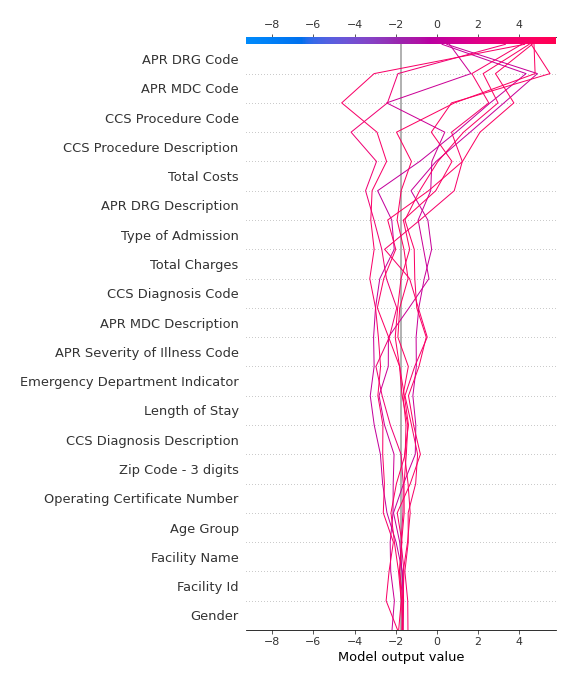 −8 −6 −4 −2 0 2 4
APR DRG Code
APR MDC Code
CCS Procedure Code
CCS Procedure Description
Total Costs
APR DRG Description
Type of Admission
Total Charges
CCS Diagnosis Code
APR MDC Description
APR Severity of Illness Code
Emergency Department Indicator
Length of Stay
CCS Diagnosis Description
Zip Code - 3 digits
Operating Certificate Number
Age Group
Facility Name
Facility Id
Gender
−8 −6 −4 −2 0 2 4
Model output value